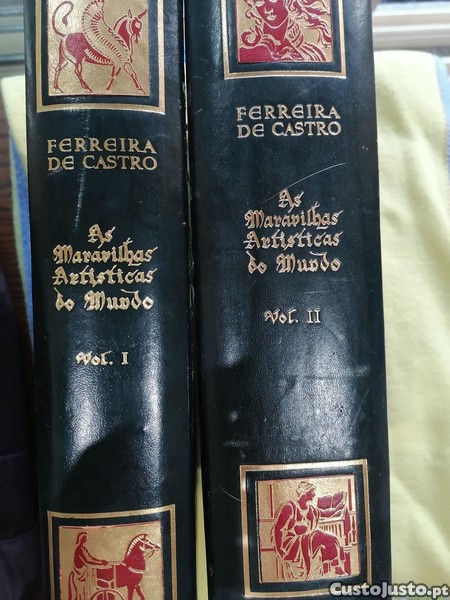 FERREIRA
DE CASTRO
As
Maravilhas
Artisticas
do Mundo
Vol. I
FERREIRA
DE CASTRO
As
Maravilhas
Artisticas
do Mundo
Vol. II
CustoJusto.pt